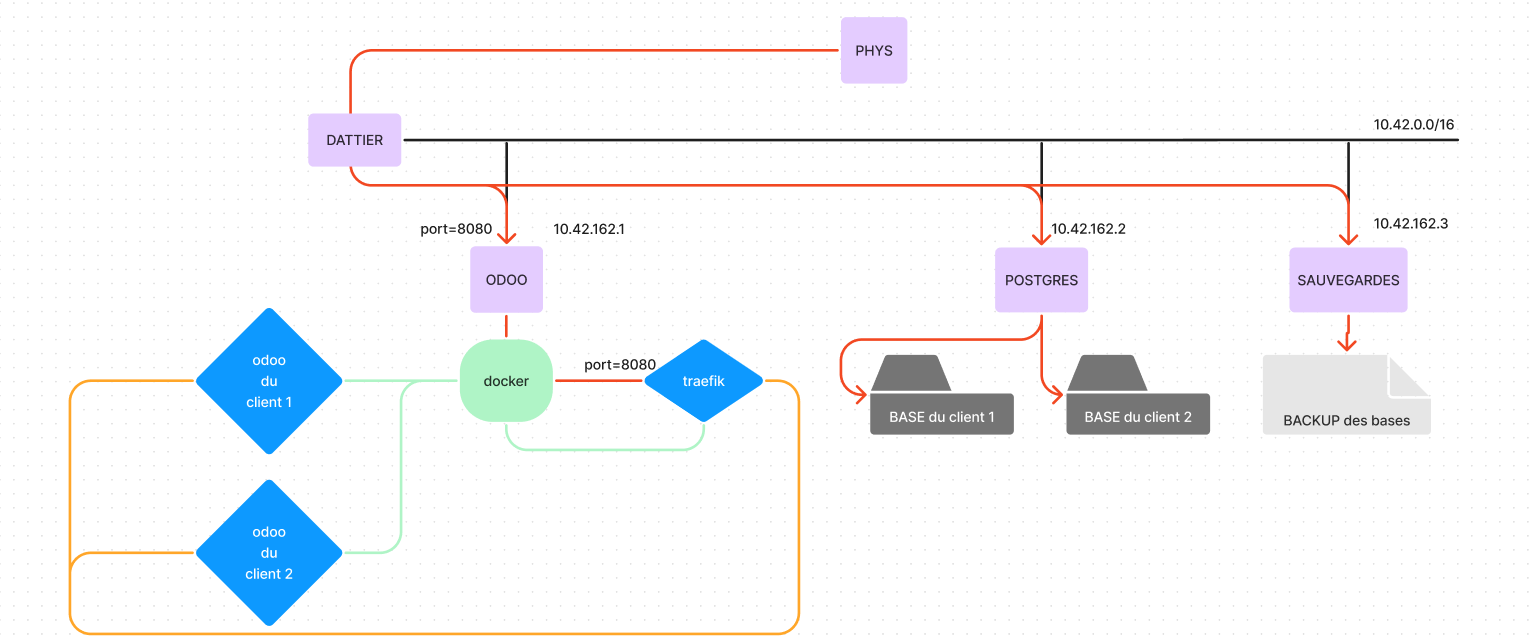 PHYS
DATTIER
10.42.0.0/16
port=8080
10.42.162.1
10.42.162.2
10.42.162.3
ODOO
POSTGRES
SAUVEGARDES
odoo
du
client 1
docker
port=8080
traefik
BASE du client 1
BASE du client 2
BACKUP des bases
odoo
du
client 2